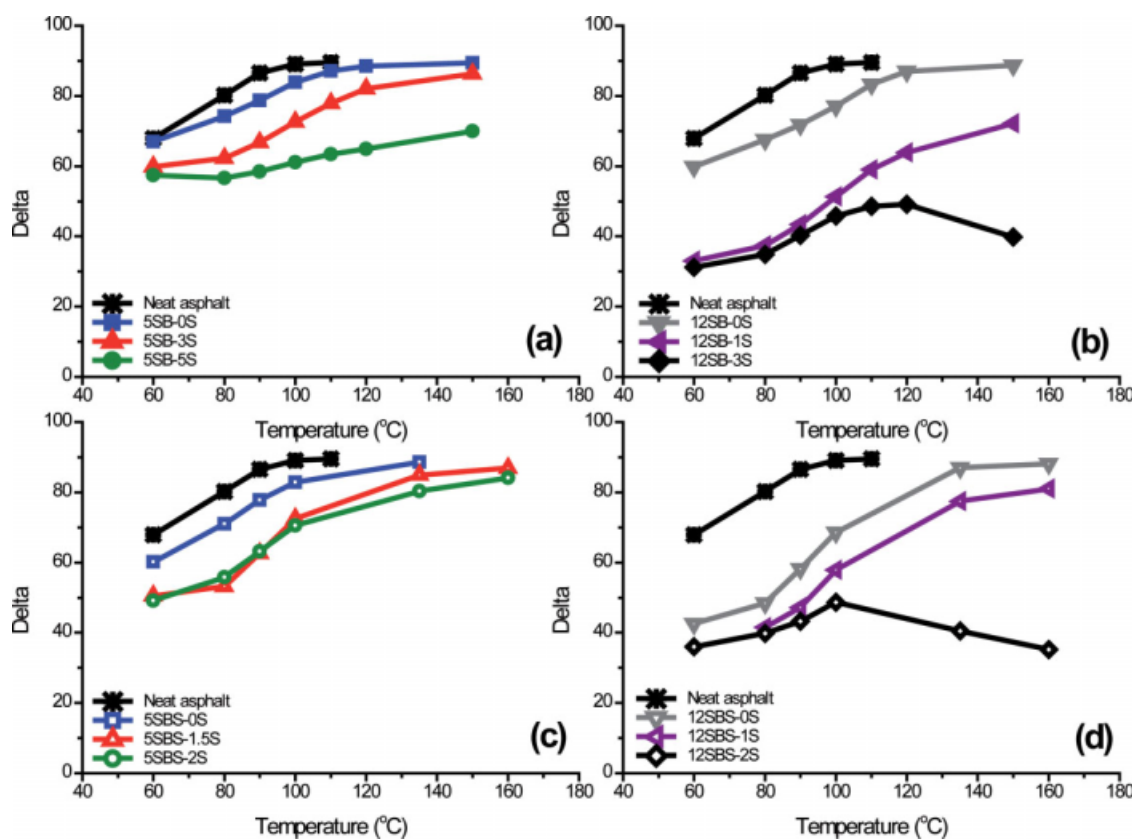 100
80
60
40
20
0
Delta
Neat asphalt
5SB-0S
5SB-3S
5SB-5S
(a)
40 60 80 100 120 140 160 180
Temperature (°C)
100
80
60
40
20
0
Delta
Neat asphalt
12SB-0S
12SB-1S
12SB-3S
(b)
40 60 80 100 120 140 160 180
Temperature (°C)
100
80
60
40
20
0
Delta
Neat asphalt
5SBS-0S
5SBS-1.5S
5SBS-2S
(c)
40 60 80 100 120 140 160 180
Temperature (°C)
100
80
60
40
20
0
Delta
Neat asphalt
12SBS-0S
12SBS-1S
12SBS-2S
(d)
40 60 80 100 120 140 160 180
Temperature (°C)